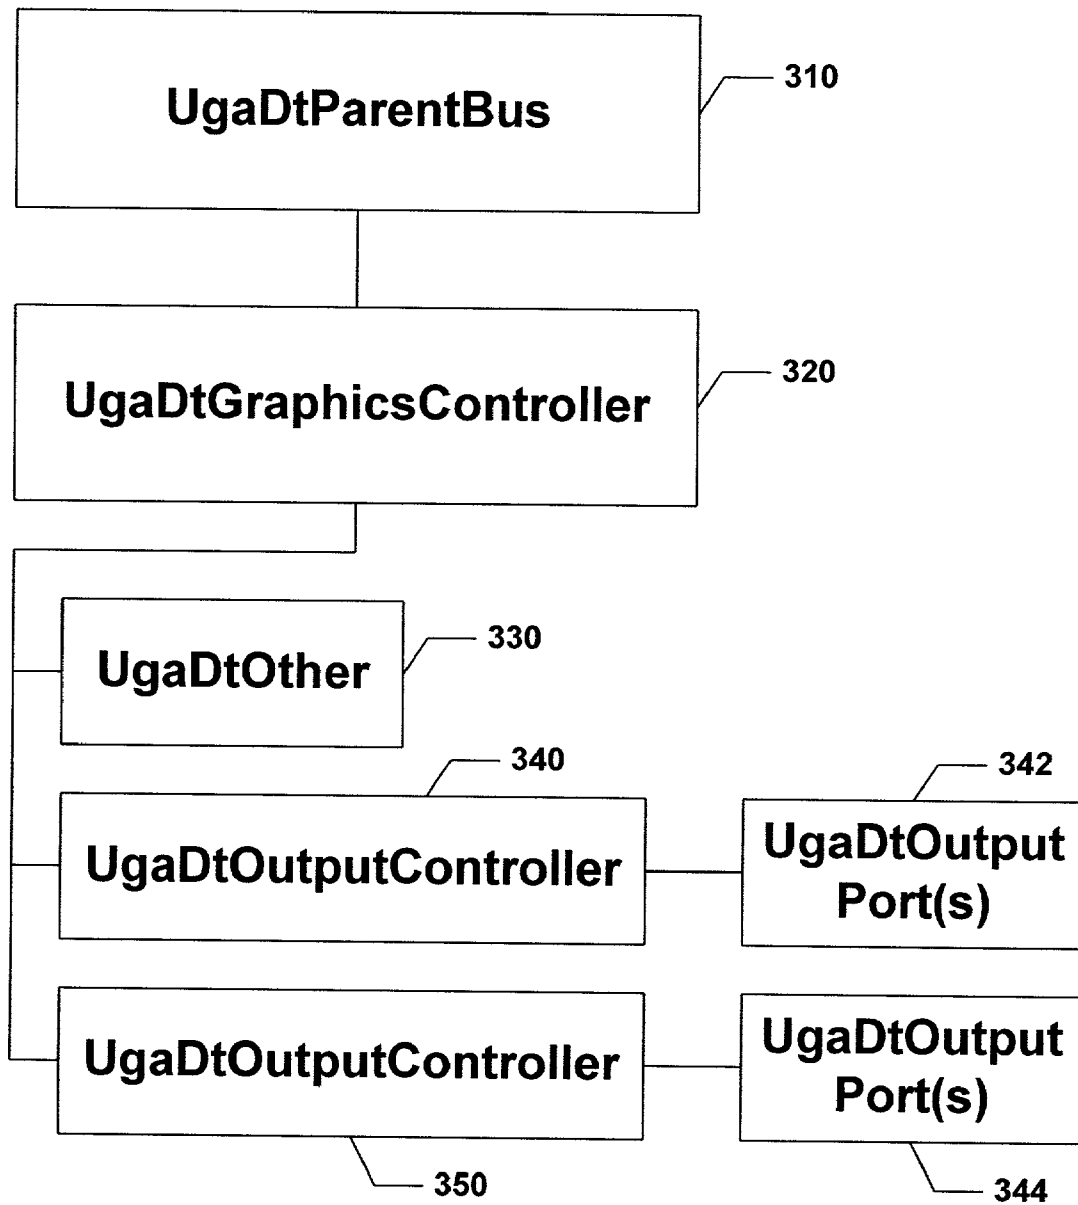 UgaDtParentBus
310
UgaDtGraphicsController
320
UgaDtOther
330
340
UgaDtOutputController
342
UgaDtOutput
Port(s)
UgaDtOutputController
350
UgaDtOutput
Port(s)
344